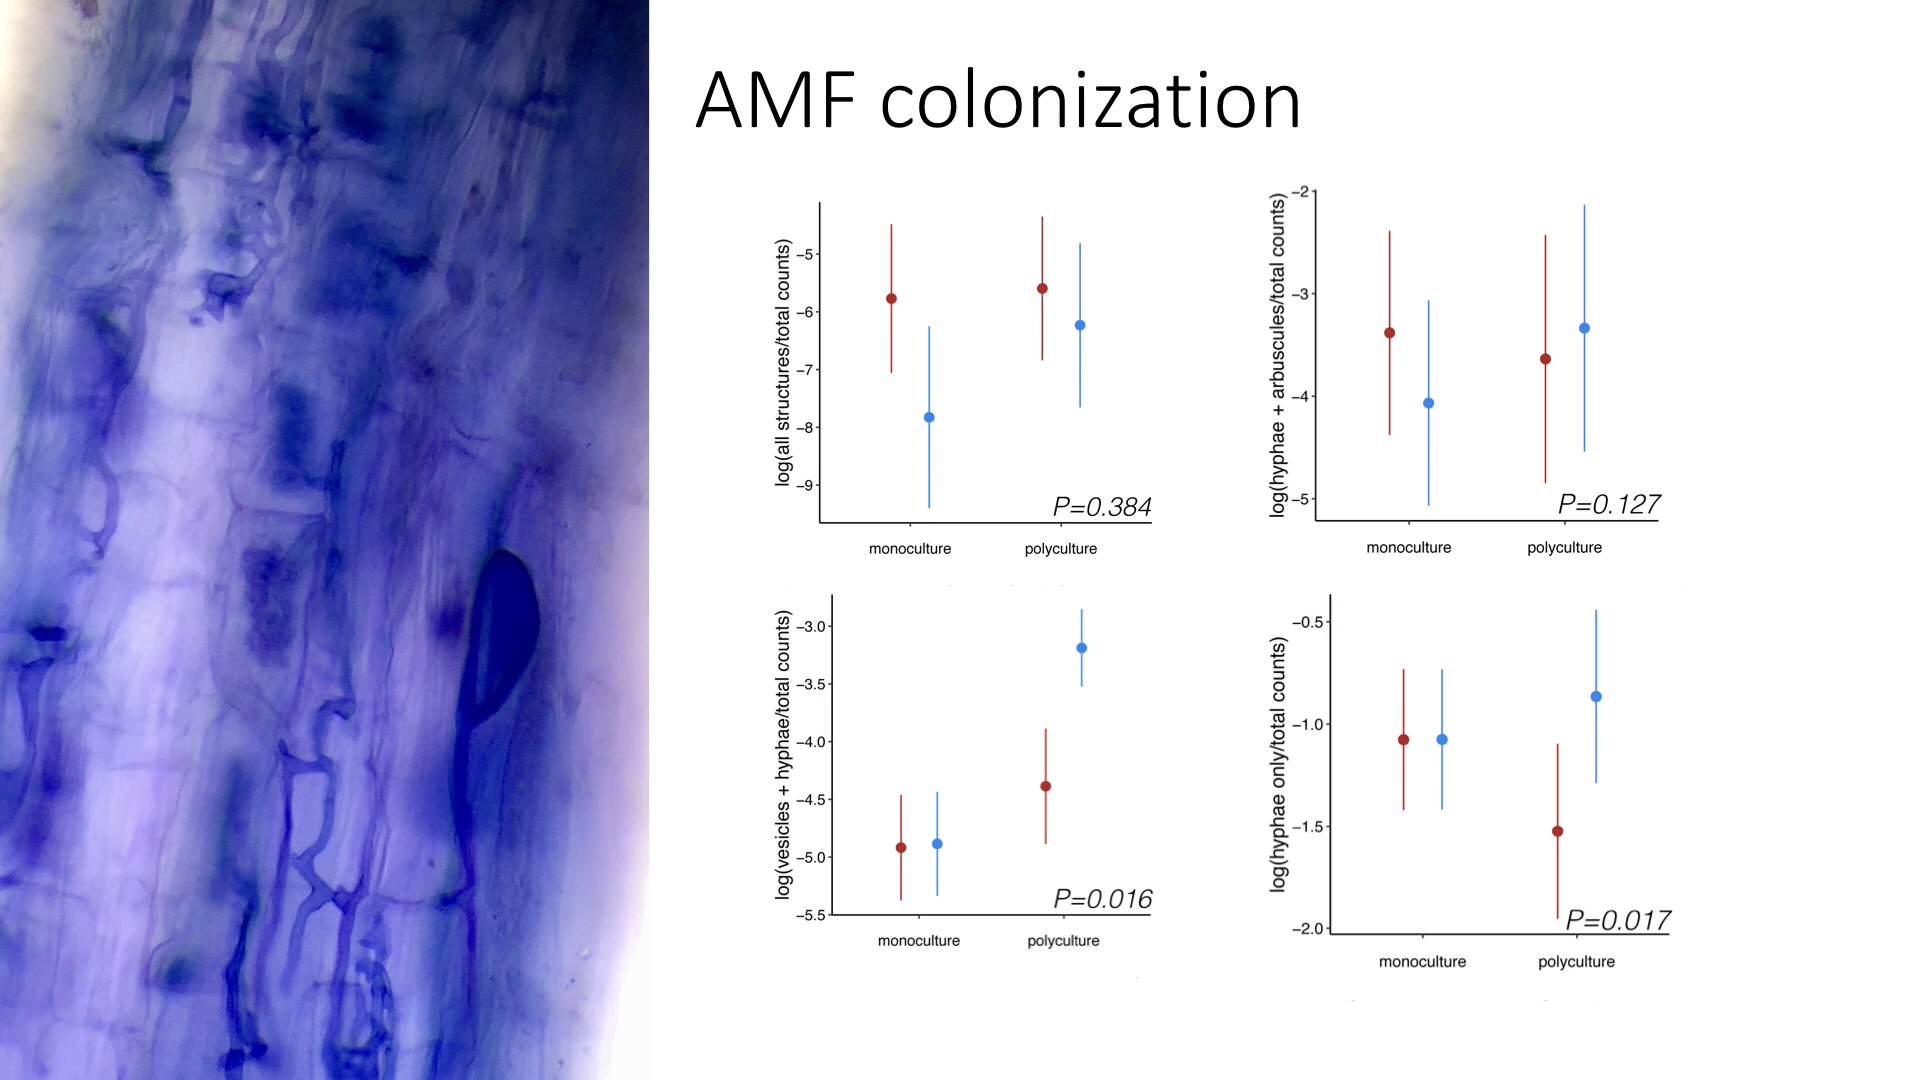 AMF colonization
log(all structures/total counts)
−5
−6
−7
−8
−9
P=0.384
monoculture polyculture
log(hyphae + arbuscules/total counts)
−2
−3
−4
−5
P=0.127
monoculture polyculture
log(vesicles + hyphae/total counts)
−3.0
−3.5
−4.0
−4.5
−5.0
−5.5
P=0.016
monoculture polyculture
log(hyphae only/total counts)
−0.5
−1.0
−1.5
−2.0
P=0.017
monoculture polyculture